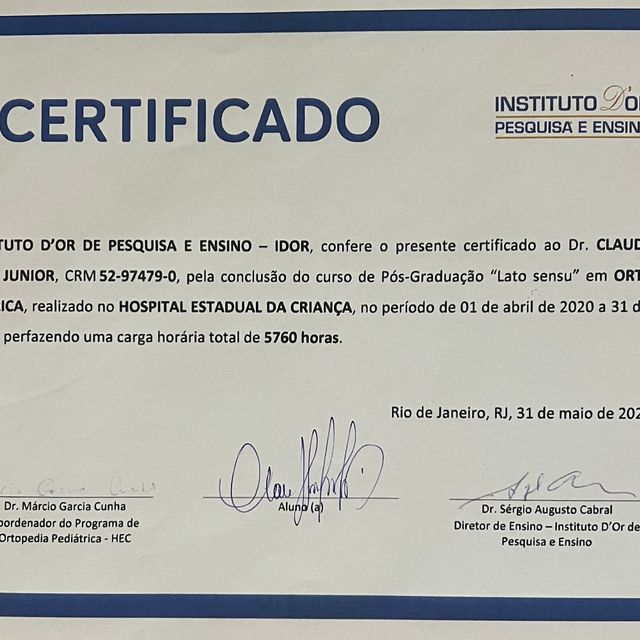 CERTIFICADO
INSTITUTO D'O
PESQUISA E ENSIN
TUTO D'OR DE PESQUISA E ENSINO – IDOR, confere o presente certificado ao Dr. CLAUD
JUNIOR, CRM 52-97479-0, pela conclusão do curso de Pós-Graduação "Lato sensu" em ORT
ICA, realizado no HOSPITAL ESTADUAL DA CRIANÇA, no período de 01 de abril de 2020 a 31 d
perfazendo uma carga horária total de 5760 horas.
Rio de Janeiro, RJ, 31 de maio de 202
Dr. Márcio Garcia Cunha
oordenador do Programa de
Ortopedia Pediátrica - HEC
Aluno (a)
Dr. Sérgio Augusto Cabral
Diretor de Ensino – Instituto D'Or de
Pesquisa e Ensino